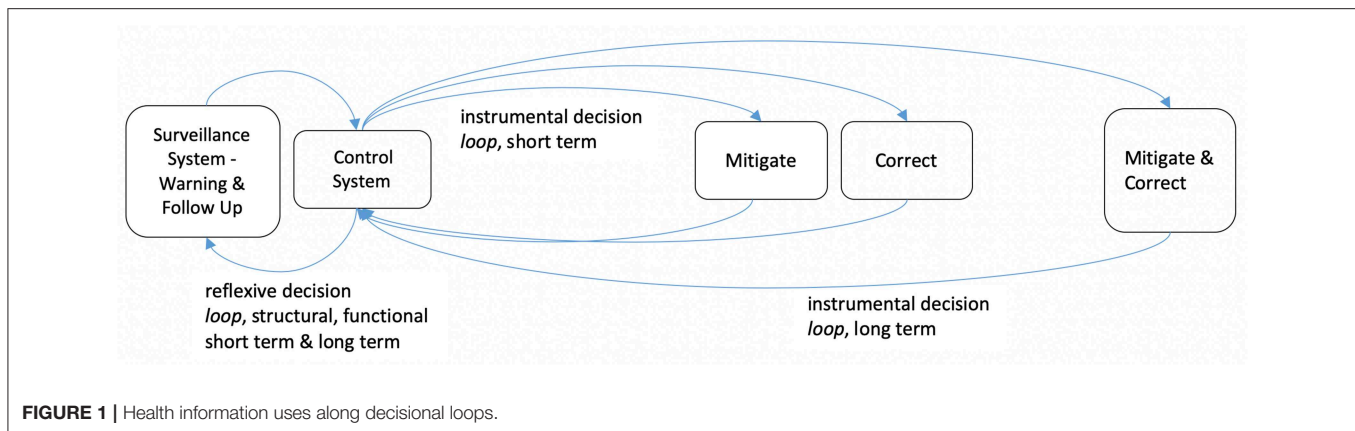 Surveillance
System -
Warning &
Follow Up
Control
System
instrumental decision
loop, short term
Mitigate
Correct
Mitigate &
Correct
reflexive decision
loop, structural, functional
short term & long term
instrumental decision
loop, long term
FIGURE 1 | Health information uses along decisional loops.